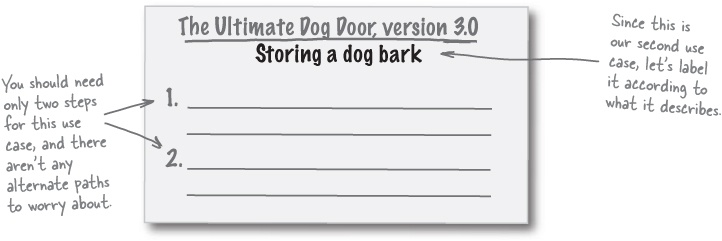 The Ultimate Dog Door, version 3.0
Storing a dog bark
Since this is
our second use
case, let's label
it according to
what it describes.
You should need
only two steps
for this use
case, and there
aren't any
alternate paths
to worry about.
1.
2.